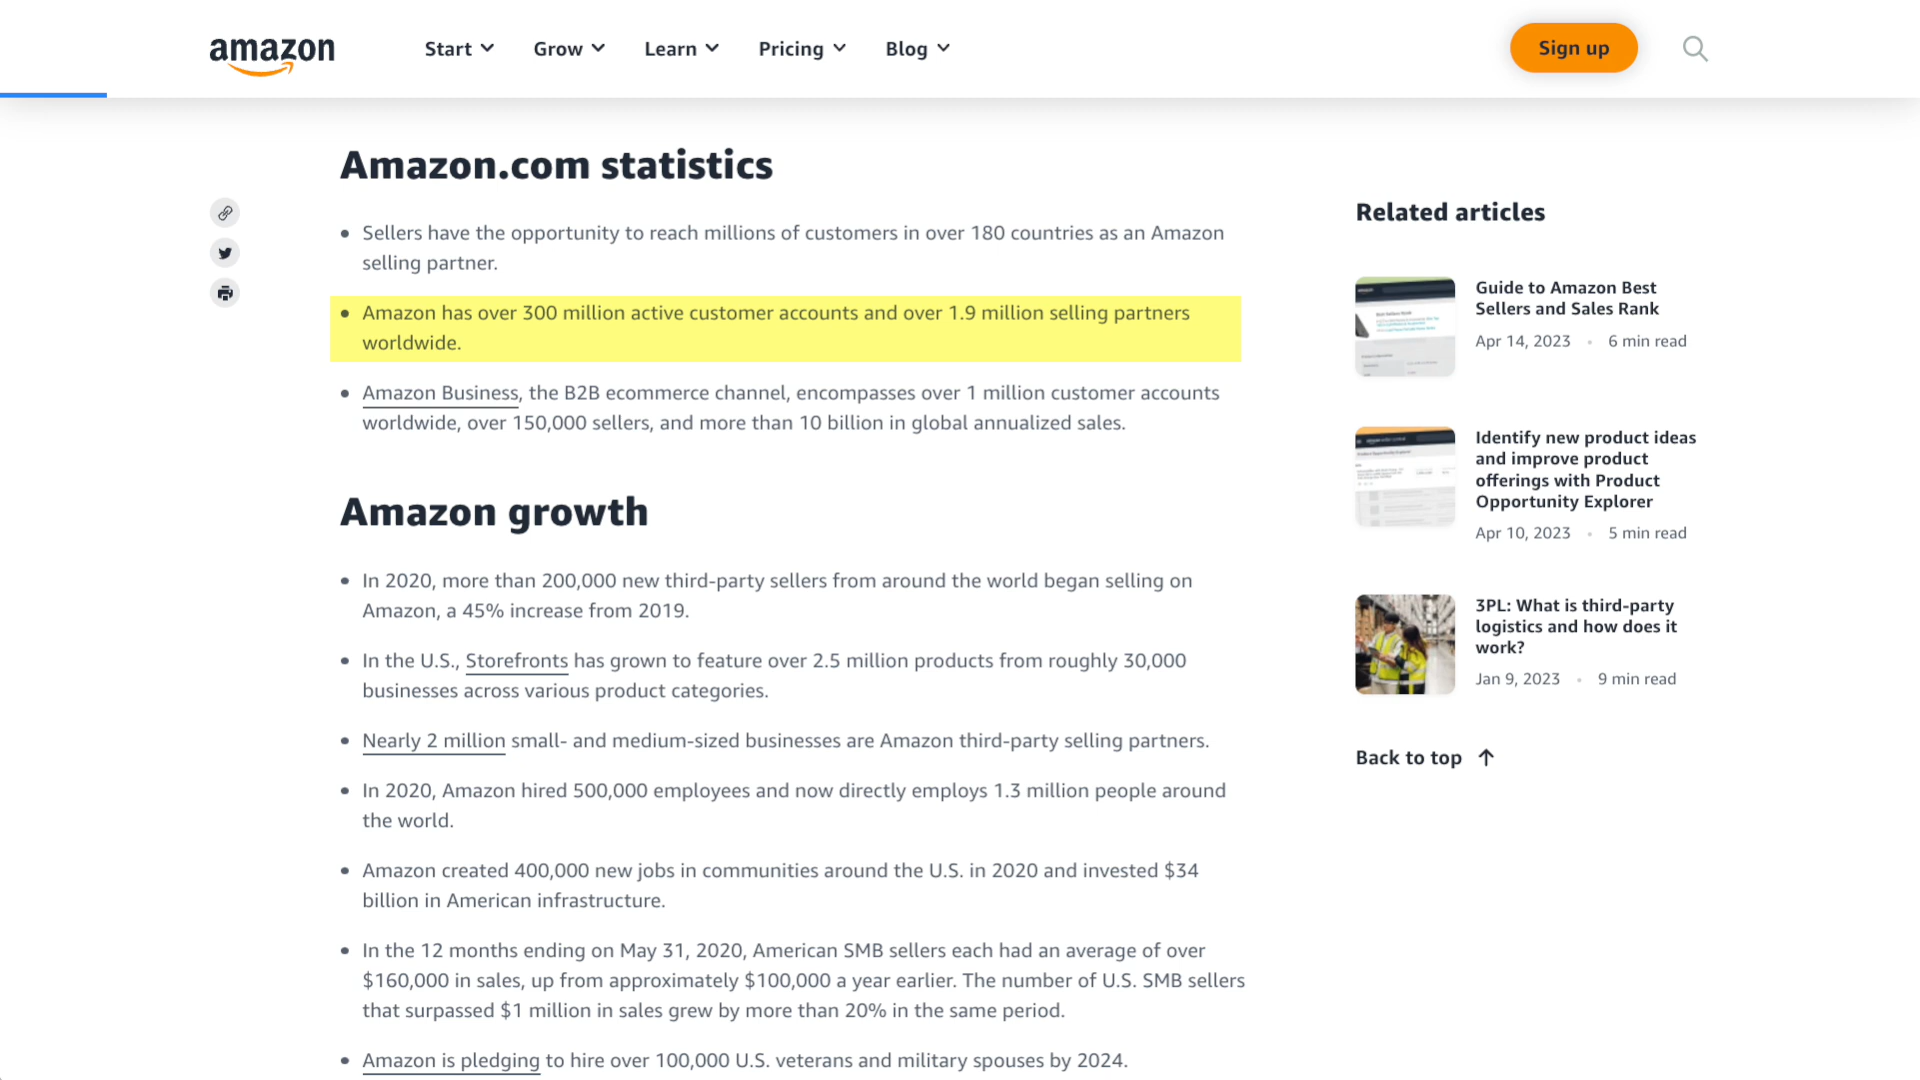 amazon
Start
Grow
Learn
Pricing
Blog
Sign up
Amazon.com statistics
• Sellers have the opportunity to reach millions of customers in over 180 countries as an Amazon
selling partner.
• Amazon has over 300 million active customer accounts and over 1.9 million selling partners
worldwide.
• Amazon Business, the B2B ecommerce channel, encompasses over 1 million customer accounts
worldwide, over 150,000 sellers, and more than 10 billion in global annualized sales.
Amazon growth
• In 2020, more than 200,000 new third-party sellers from around the world began selling on
Amazon, a 45% increase from 2019.
• In the U.S., Storefronts has grown to feature over 2.5 million products from roughly 30,000
businesses across various product categories.
• Nearly 2 million small- and medium-sized businesses are Amazon third-party selling partners.
• In 2020, Amazon hired 500,000 employees and now directly employs 1.3 million people around
the world.
• Amazon created 400,000 new jobs in communities around the U.S. in 2020 and invested $34
billion in American infrastructure.
• In the 12 months ending on May 31, 2020, American SMB sellers each had an average of over
$160,000 in sales, up from approximately $100,000 a year earlier. The number of U.S. SMB sellers
that surpassed $1 million in sales grew by more than 20% in the same period.
• Amazon is pledging to hire over 100,000 U.S. veterans and military spouses by 2024.
Related articles
Guide to Amazon Best
Sellers and Sales Rank
Apr 14, 2023 • 6 min read
Identify new product ideas
and improve product
offerings with Product
Opportunity Explorer
Apr 10, 2023 • 5 min read
3PL: What is third-party
logistics and how does it
work?
Jan 9, 2023 • 9 min read
Back to top ↑